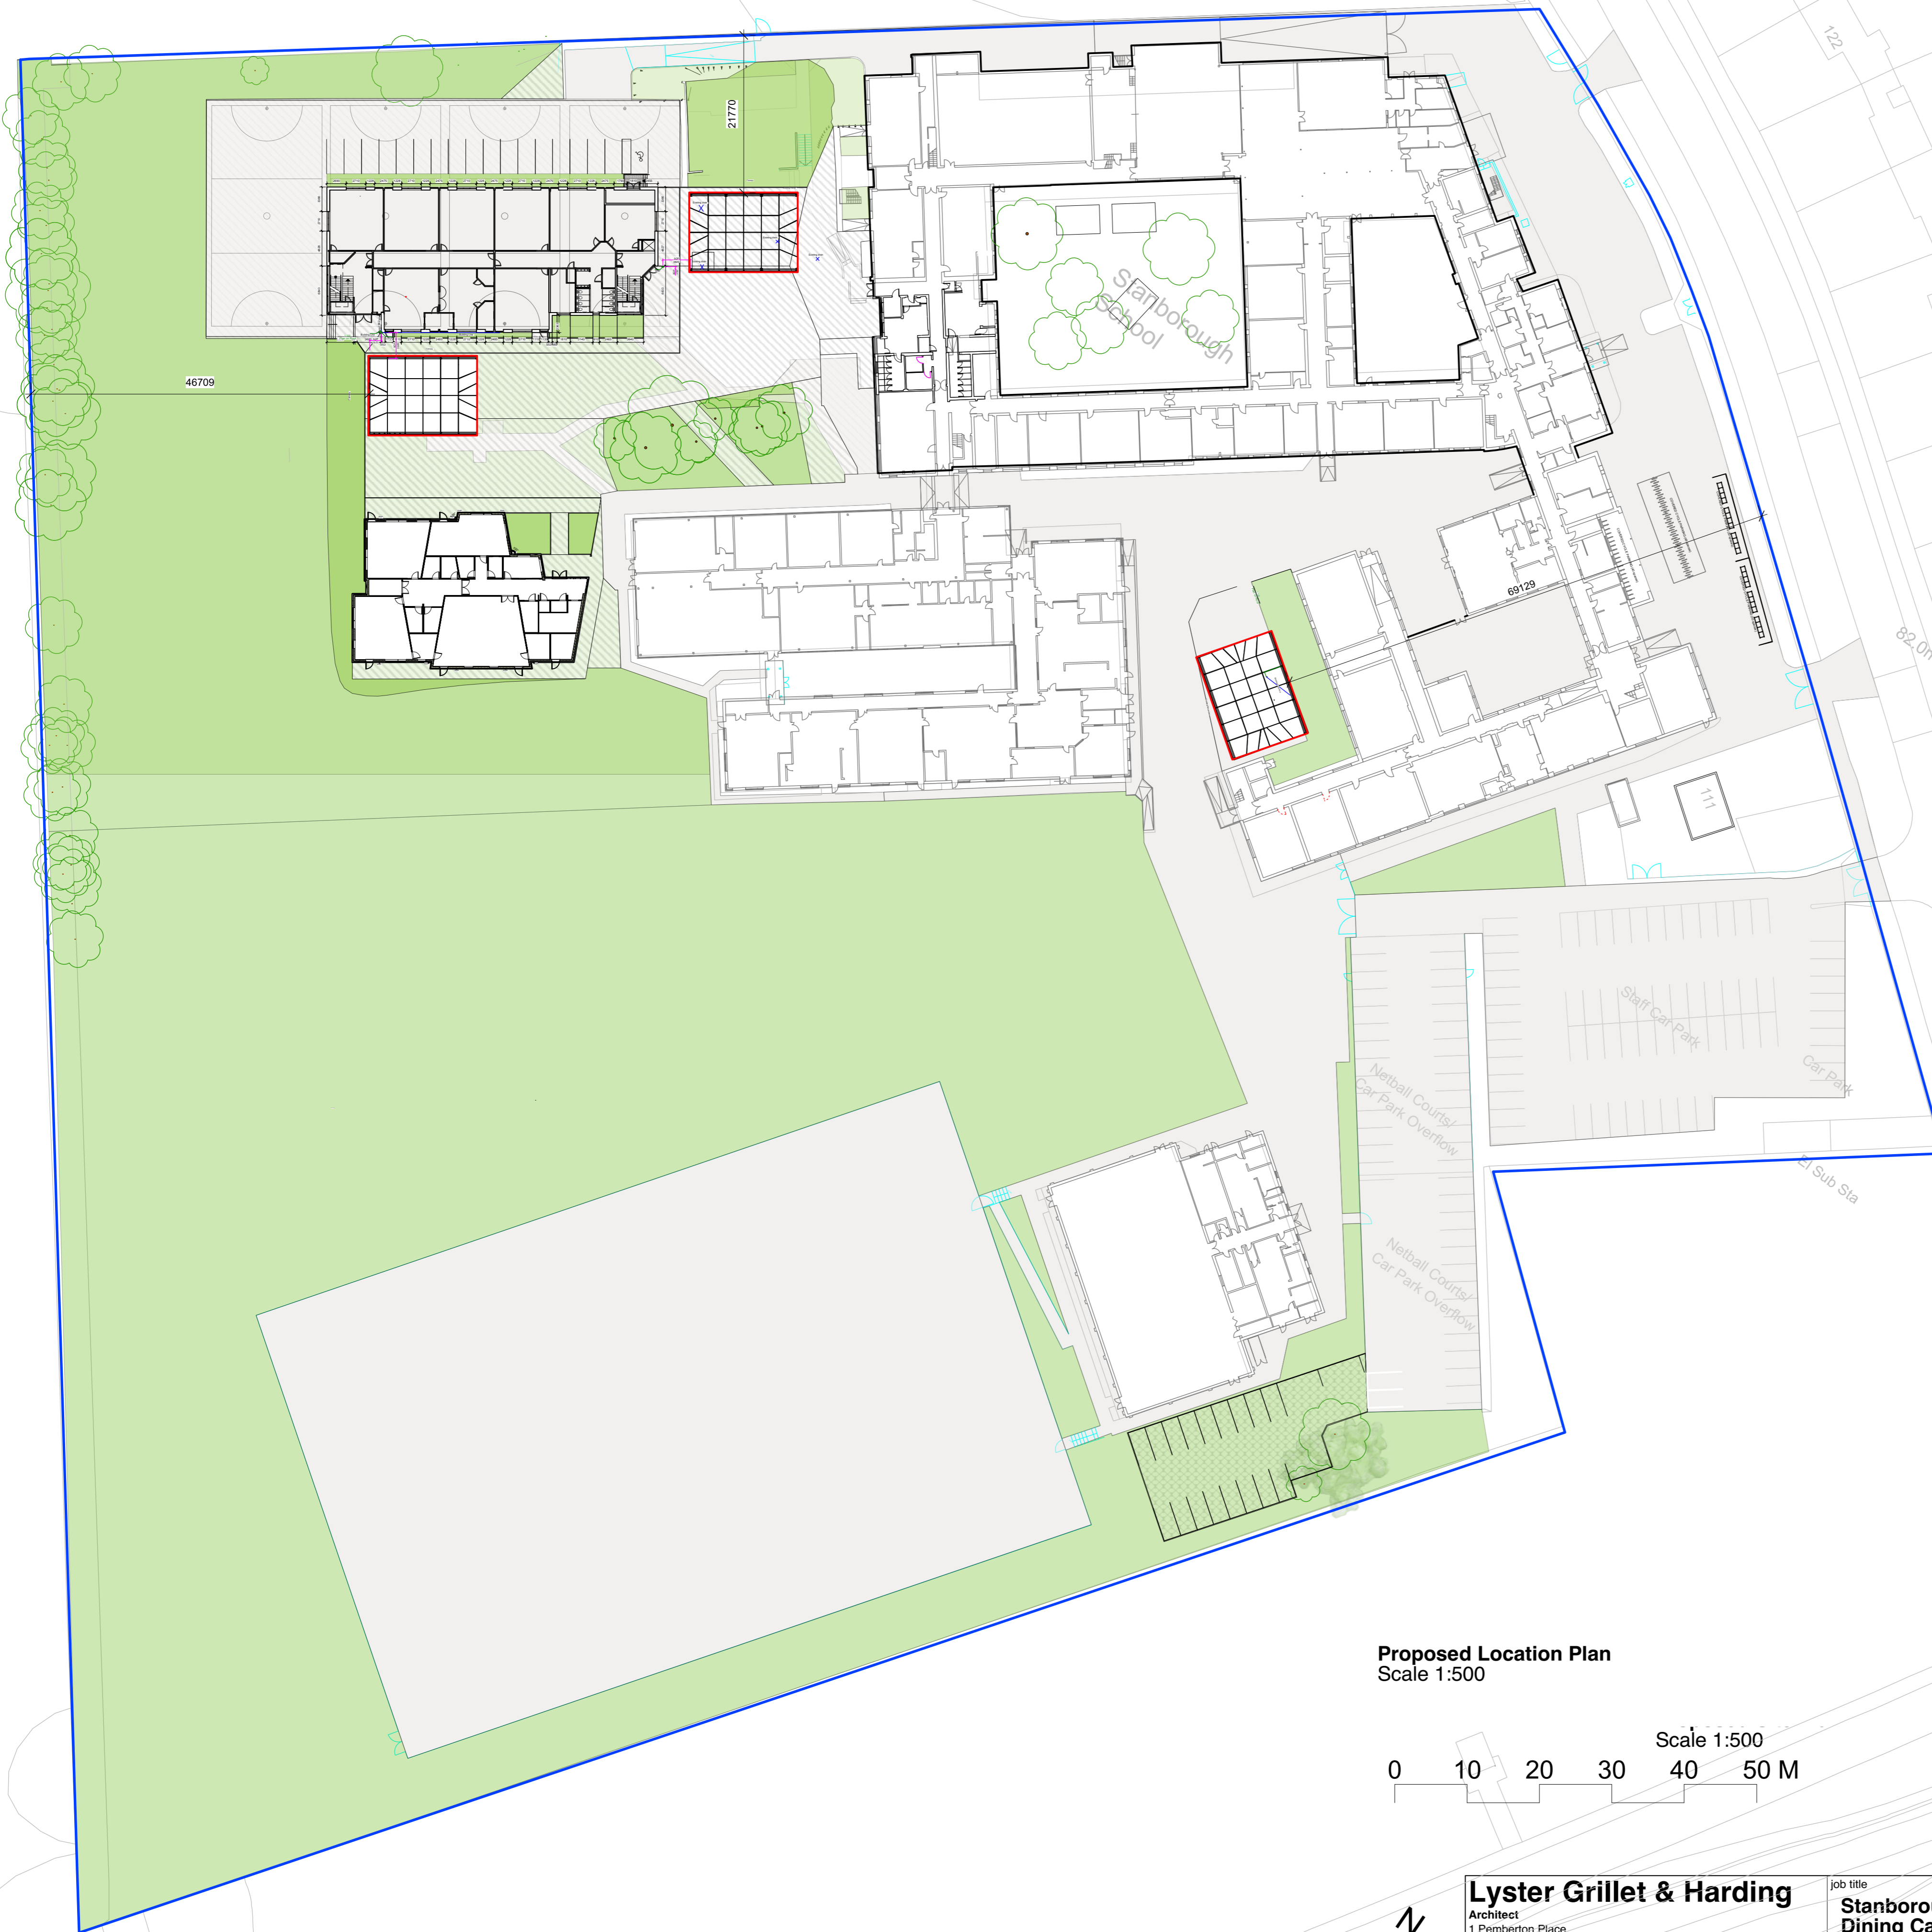 122
21770
Stanborough
School
46709
69129
82.0m
111
Staff Car Park
Car Park
Netball Courts/
Car Park Overflow
El Sub Sta
Netball Courts/
Car Park Overflow
Proposed Location Plan
Scale 1:500
Scale 1:500
0 10 20 30 40 50 M
N
Lyster Grillet & Harding
Architect
1 Pemberton Place
job title
Stanboro
Dining Ca